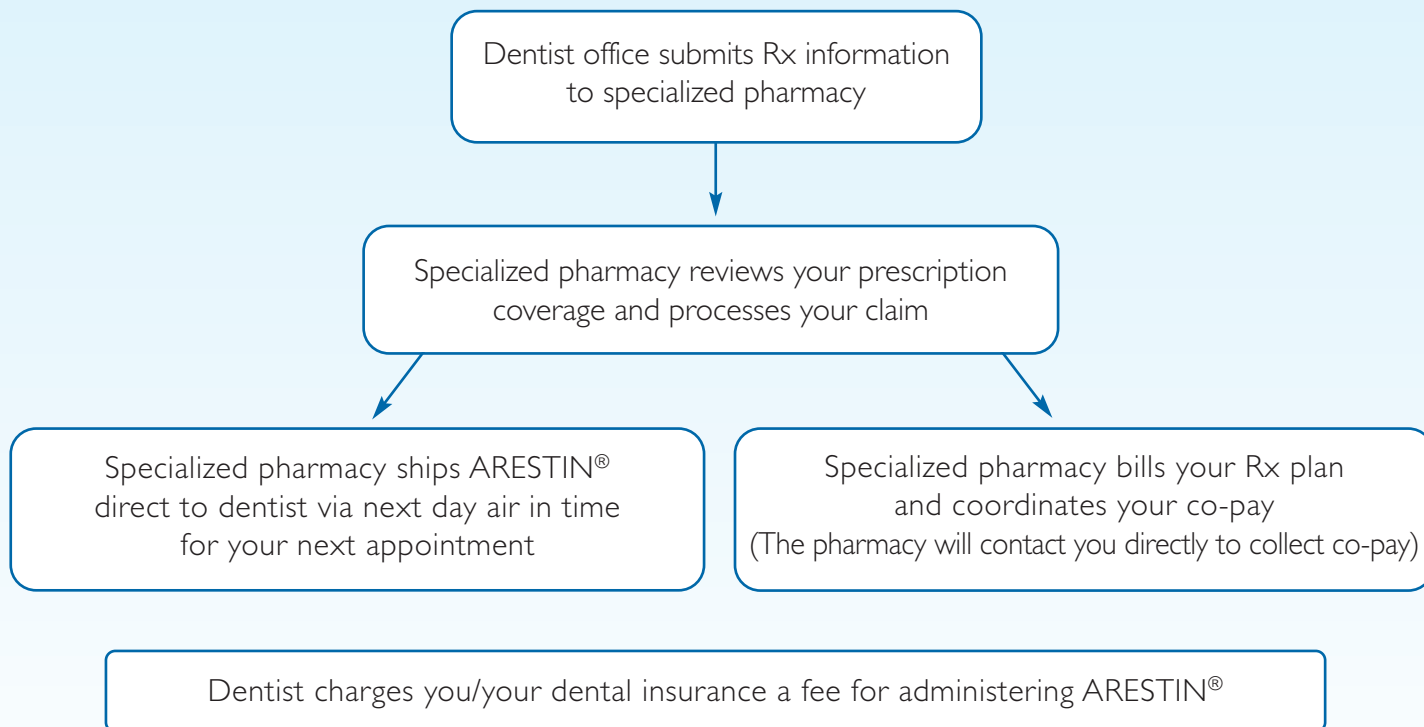 Dentist office submits Rx information
to specialized pharmacy
Specialized pharmacy reviews your prescription
coverage and processes your claim
Specialized pharmacy ships ARESTIN®
direct to dentist via next day air in time
for your next appointment
Specialized pharmacy bills your Rx plan
and coordinates your co-pay
(The pharmacy will contact you directly to collect co-pay)
Dentist charges you/your dental insurance a fee for administering ARESTIN®